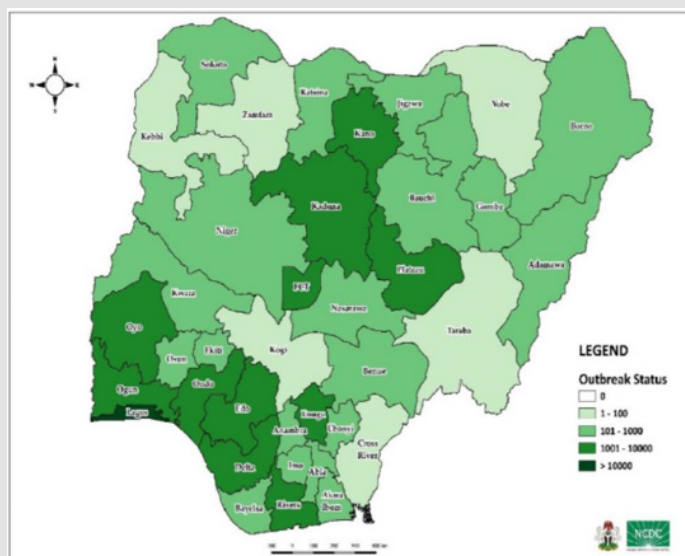 N
W
E
S
Sokoto
Katsina
Jigawa
Yobe
Borno
Zamfara
Kebbi
Kano
Kaduna
Bauchi
Gombe
Niger
Adamawa
Plateau
FCT
Kwara
Nasarawa
Taraba
Oyo
Kogi
Osun
Ekiti
Benue
Ogun
Ondo
Edo
Lagos
Enugu
Anambra
Ebonyi
Cross
River
Delta
Imo
Abia
Akwa
Ibom
Bayelsa
Rivers
LEGEND
Outbreak Status
0
1 - 100
101 - 1000
1001 - 10000
> 10000
NCDC